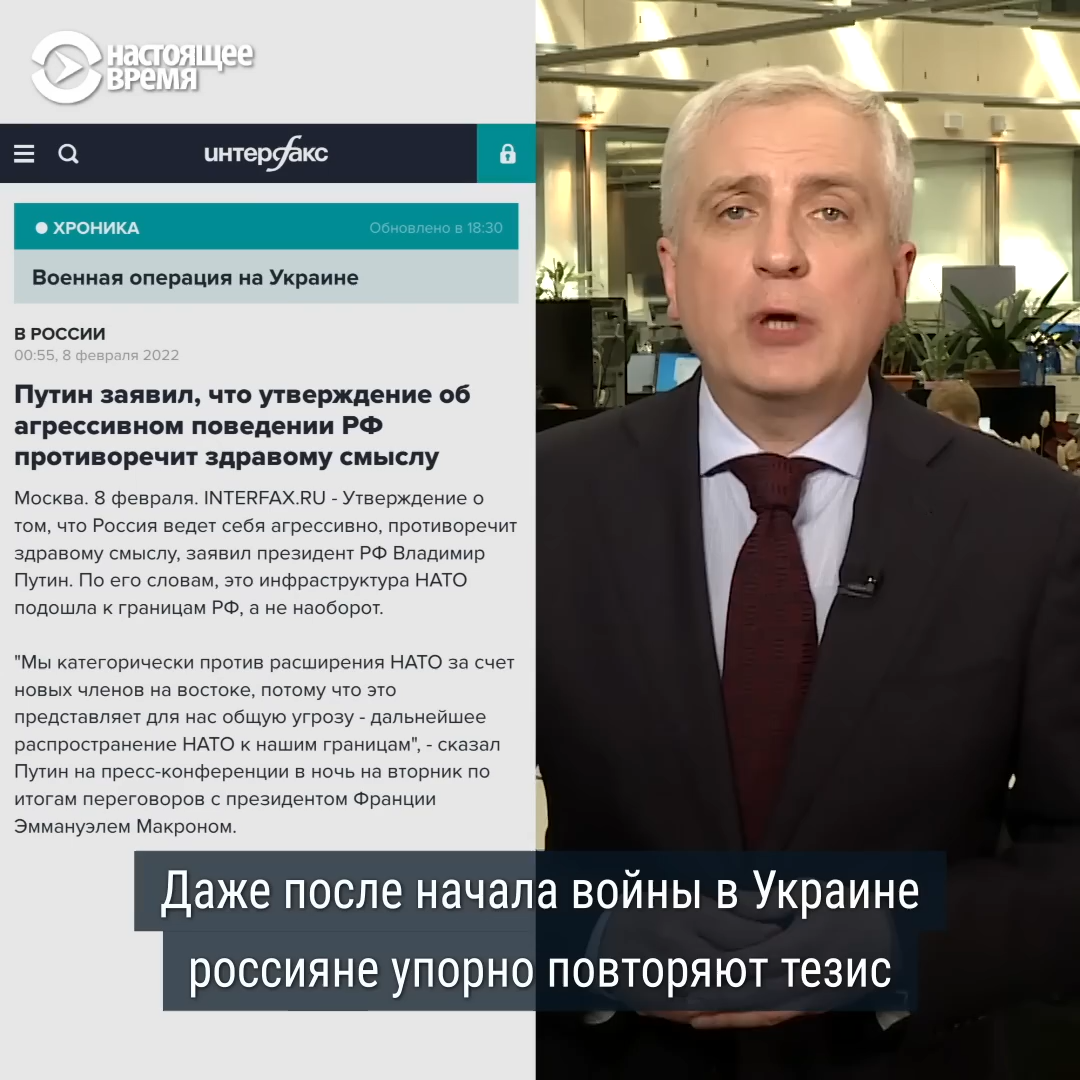 настоящее
время
интерфакс
ХРОНИКА
Обновлено в 18:30
Военная операция на Украине
В РОССИИ
00:55, 8 февраля 2022
Путин заявил, что утверждение об
агрессивном поведении РФ
противоречит здравому смыслу
Москва. 8 февраля. INTERFAX.RU - Утверждение о
том, что Россия ведет себя агрессивно, противоречит
здравому смыслу, заявил президент РФ Владимир
Путин. По его словам, это инфраструктура НАТО
подошла к границам РФ, а не наоборот.
"Мы категорически против расширения НАТО за счет
новых членов на востоке, потому что это
представляет для нас общую угрозу - дальнейшее
распространение НАТО к нашим границам", - сказал
Путин на пресс-конференции в ночь на вторник по
итогам переговоров с президентом Франции
Эммануэлем Макроном.
Даже после начала войны в Украине
россияне упорно повторяют тезис